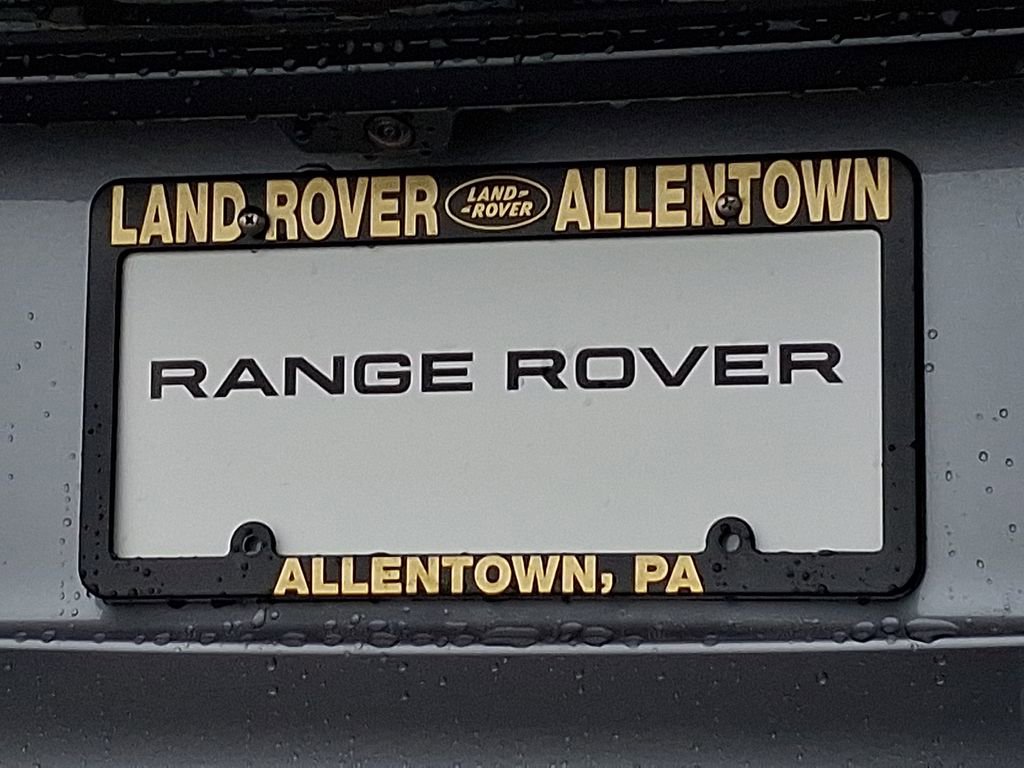 LAND ROVER LAND-ROVER ALLENTOWN
RANGE ROVER
ALLENTOWN, PA